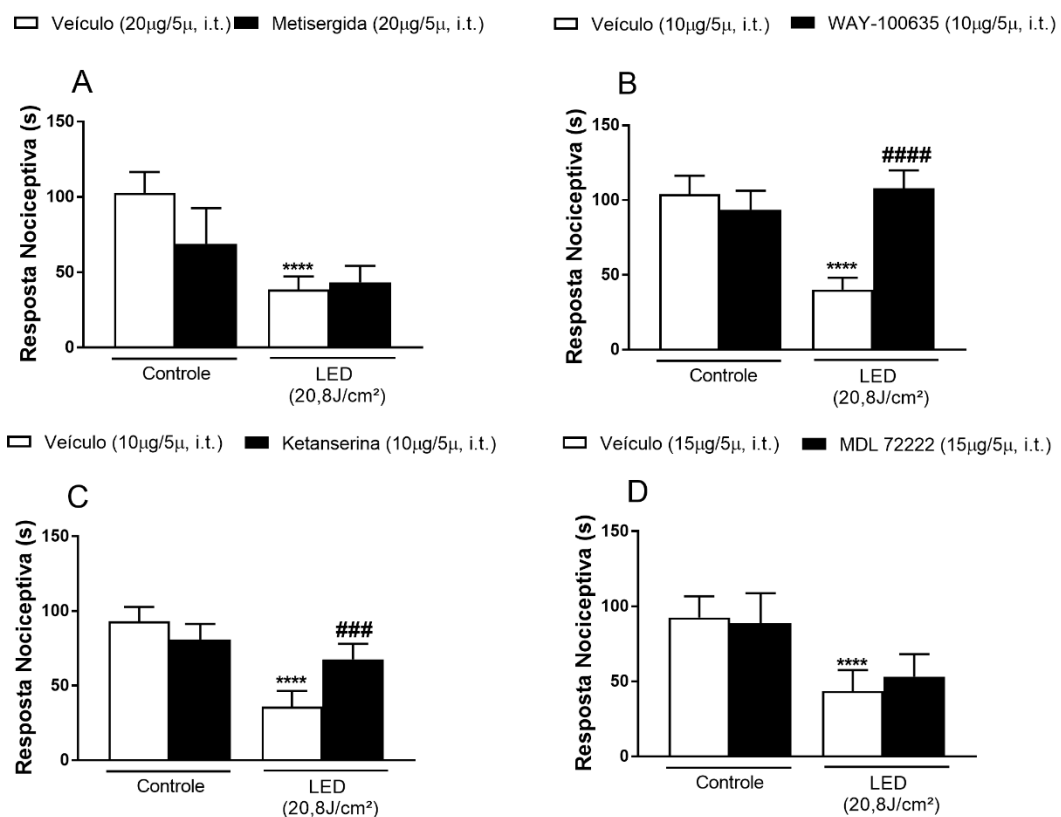 Veículo (20µg/5µ, i.t.) Metisergida (20µg/5µ, i.t.)
A
Resposta Nociceptiva (s)
150
100
50
0
****
Controle
LED
(20,8J/cm²)
Veículo (10µg/5µ, i.t.) WAY-100635 (10µg/5µ, i.t.)
B
Resposta Nociceptiva (s)
150
100
50
0
####
****
Controle
LED
(20,8J/cm²)
Veículo (10µg/5µ, i.t.) Ketanserina (10µg/5µ, i.t.)
C
Resposta Nociceptiva (s)
150
100
50
0
###
****
Controle
LED
(20,8J/cm²)
Veículo (15µg/5µ, i.t.) MDL 72222 (15µg/5µ, i.t.)
D
Resposta Nociceptiva (s)
150
100
50
0
****
Controle
LED
(20,8J/cm²)